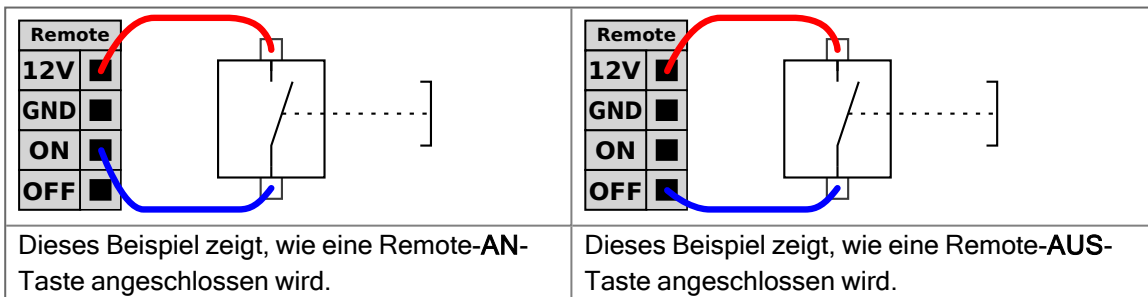 Remote
12V
GND
ON
OFF
Dieses Beispiel zeigt, wie eine Remote-AN-
Taste angeschlossen wird.
Remote
12V
GND
ON
OFF
Dieses Beispiel zeigt, wie eine Remote-AUS-
Taste angeschlossen wird.